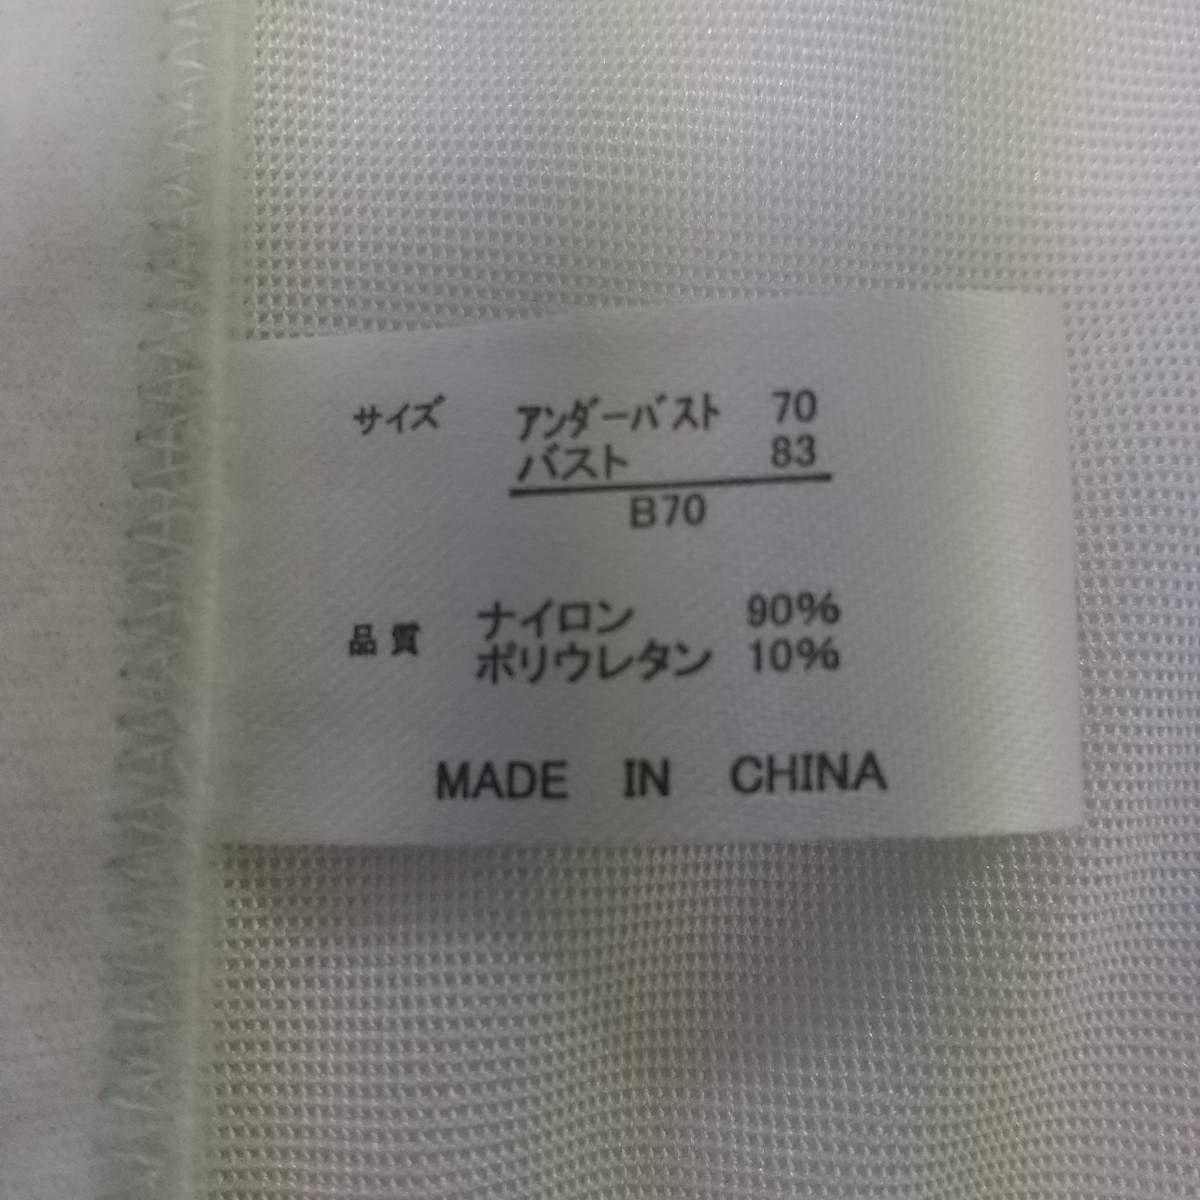 サイズ アンダーバスト 70
バスト 83
B70
品質 ナイロン 90%
ポリウレタン 10%
MADE IN CHINA